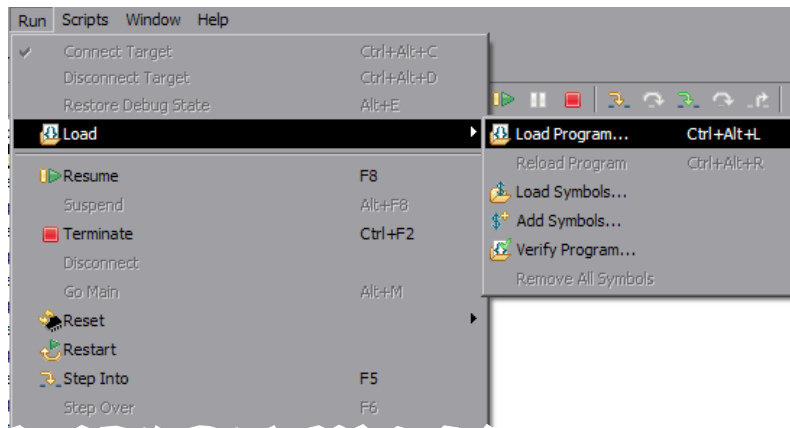 Run Scripts Window Help
Connect Target Ctrl+Alt+C
Disconnect Target Ctrl+Alt+D
Restore Debug State Alt+E
Load
Resume F8
Suspend Alt+F8
Terminate Ctrl+F2
Disconnect
Go Main Alt+M
Reset
Restart
Step Into F5
Step Over F6
Load Program... Ctrl+Alt+L
Reload Program Ctrl+Alt+R
Load Symbols...
Add Symbols...
Verify Program...
Remove All Symbols